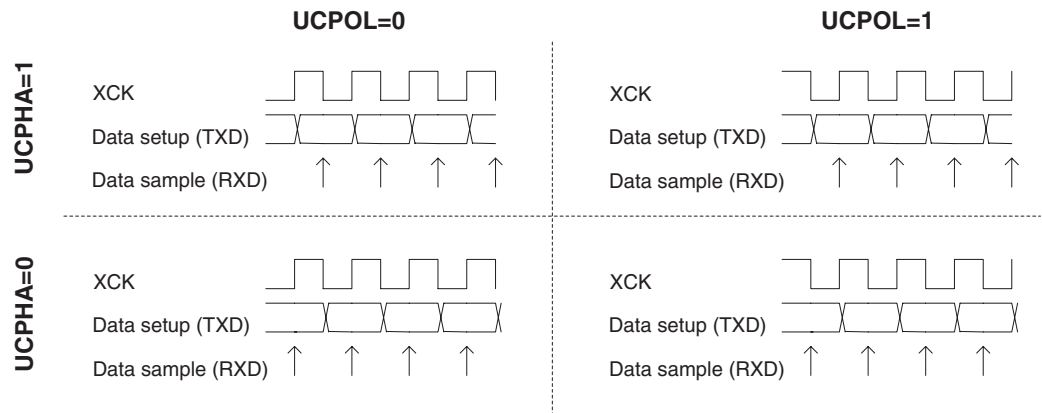 UCPOL=0
UCPOL=1
UCPHA=1
XCK
Data setup (TXD)
Data sample (RXD)
XCK
Data setup (TXD)
Data sample (RXD)
UCPHA=0
XCK
Data setup (TXD)
Data sample (RXD)
XCK
Data setup (TXD)
Data sample (RXD)